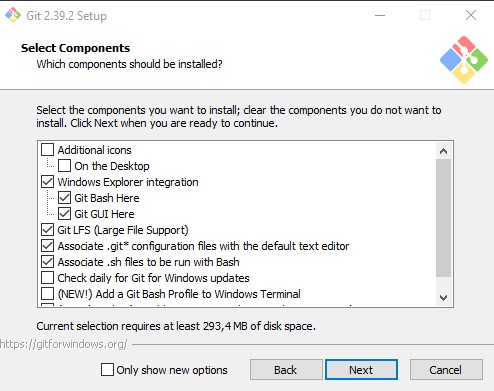 Git 2.39.2 Setup
Select Components
Which components should be installed?
Select the components you want to install; clear the components you do not want to
install. Click Next when you are ready to continue.
Additional icons
On the Desktop
Windows Explorer integration
Git Bash Here
Git GUI Here
Git LFS (Large File Support)
Associate .git* configuration files with the default text editor
Associate .sh files to be run with Bash
Check daily for Git for Windows updates
(NEW!) Add a Git Bash Profile to Windows Terminal
Current selection requires at least 293,4 MB of disk space.
https://gitforwindows.org/
Only show new options
Back
Next
Cancel